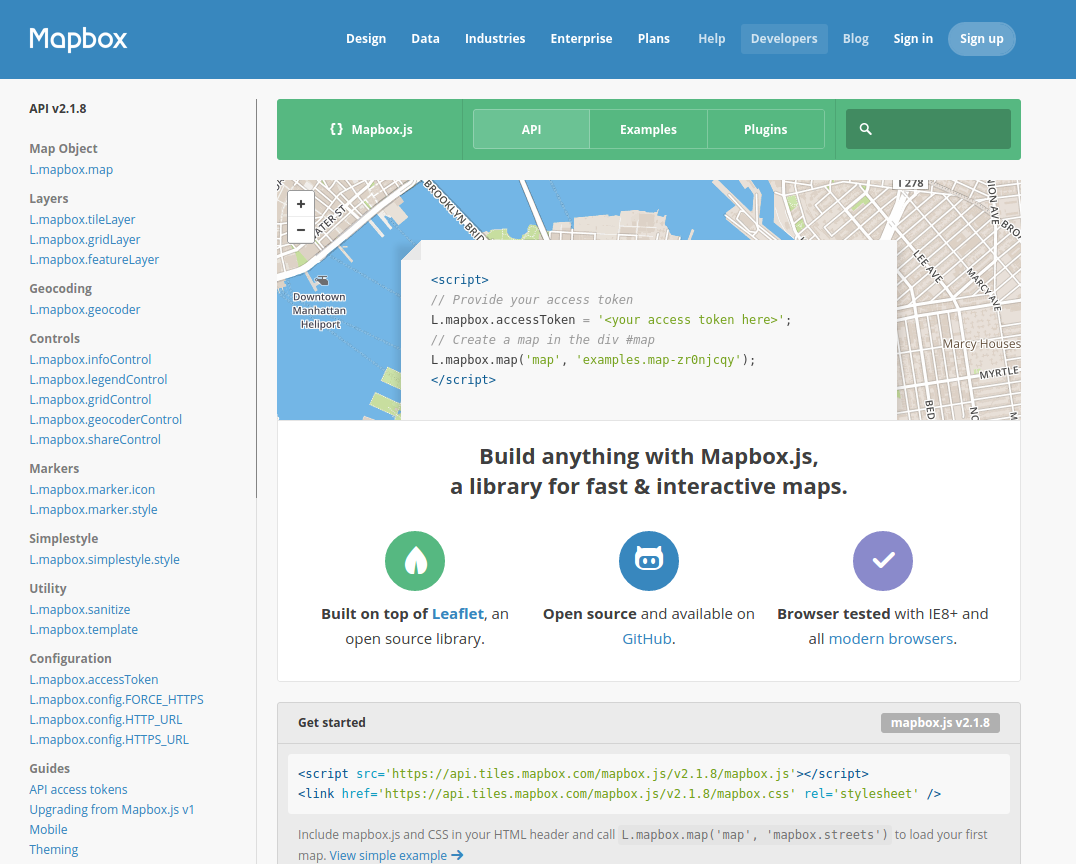 Mapbox
Design Data Industries Enterprise Plans Help Developers Blog Sign in Sign up
API v2.1.8
Map Object
L.mapbox.map
Layers
L.mapbox.tileLayer
L.mapbox.gridLayer
L.mapbox.featureLayer
Geocoding
L.mapbox.geocoder
Controls
L.mapbox.infoControl
L.mapbox.legendControl
L.mapbox.gridControl
L.mapbox.geocoderControl
L.mapbox.shareControl
Markers
L.mapbox.marker.icon
L.mapbox.marker.style
Simplestyle
L.mapbox.simplestyle.style
Utility
L.mapbox.sanitize
L.mapbox.template
Configuration
L.mapbox.accessToken
L.mapbox.config.FORCE_HTTPS
L.mapbox.config.HTTP_URL
L.mapbox.config.HTTPS_URL
Guides
API access tokens
Upgrading from Mapbox.js v1
Mobile
Theming
{} Mapbox.js API Examples Plugins
+
−
I 278
Downtown
Manhattan
Heliport
LEE AVE
MARCY AVE
Marcy Houses
MYRTLE
<script>
// Provide your access token
L.mapbox.accessToken = '<your access token here>';
// Create a map in the div #map
L.mapbox.map('map', 'examples.map-zr0njcqy');
</script>
Build anything with Mapbox.js,
a library for fast & interactive maps.
Built on top of Leaflet, an
open source library.
Open source and available on
GitHub.
Browser tested with IE8+ and
all modern browsers.
Get started mapbox.js v2.1.8
<script src='https://api.tiles.mapbox.com/mapbox.js/v2.1.8/mapbox.js'></script>
<link href='https://api.tiles.mapbox.com/mapbox.js/v2.1.8/mapbox.css' rel='stylesheet' />
Include mapbox.js and CSS in your HTML header and call L.mapbox.map('map', 'mapbox.streets') to load your first
map. View simple example →